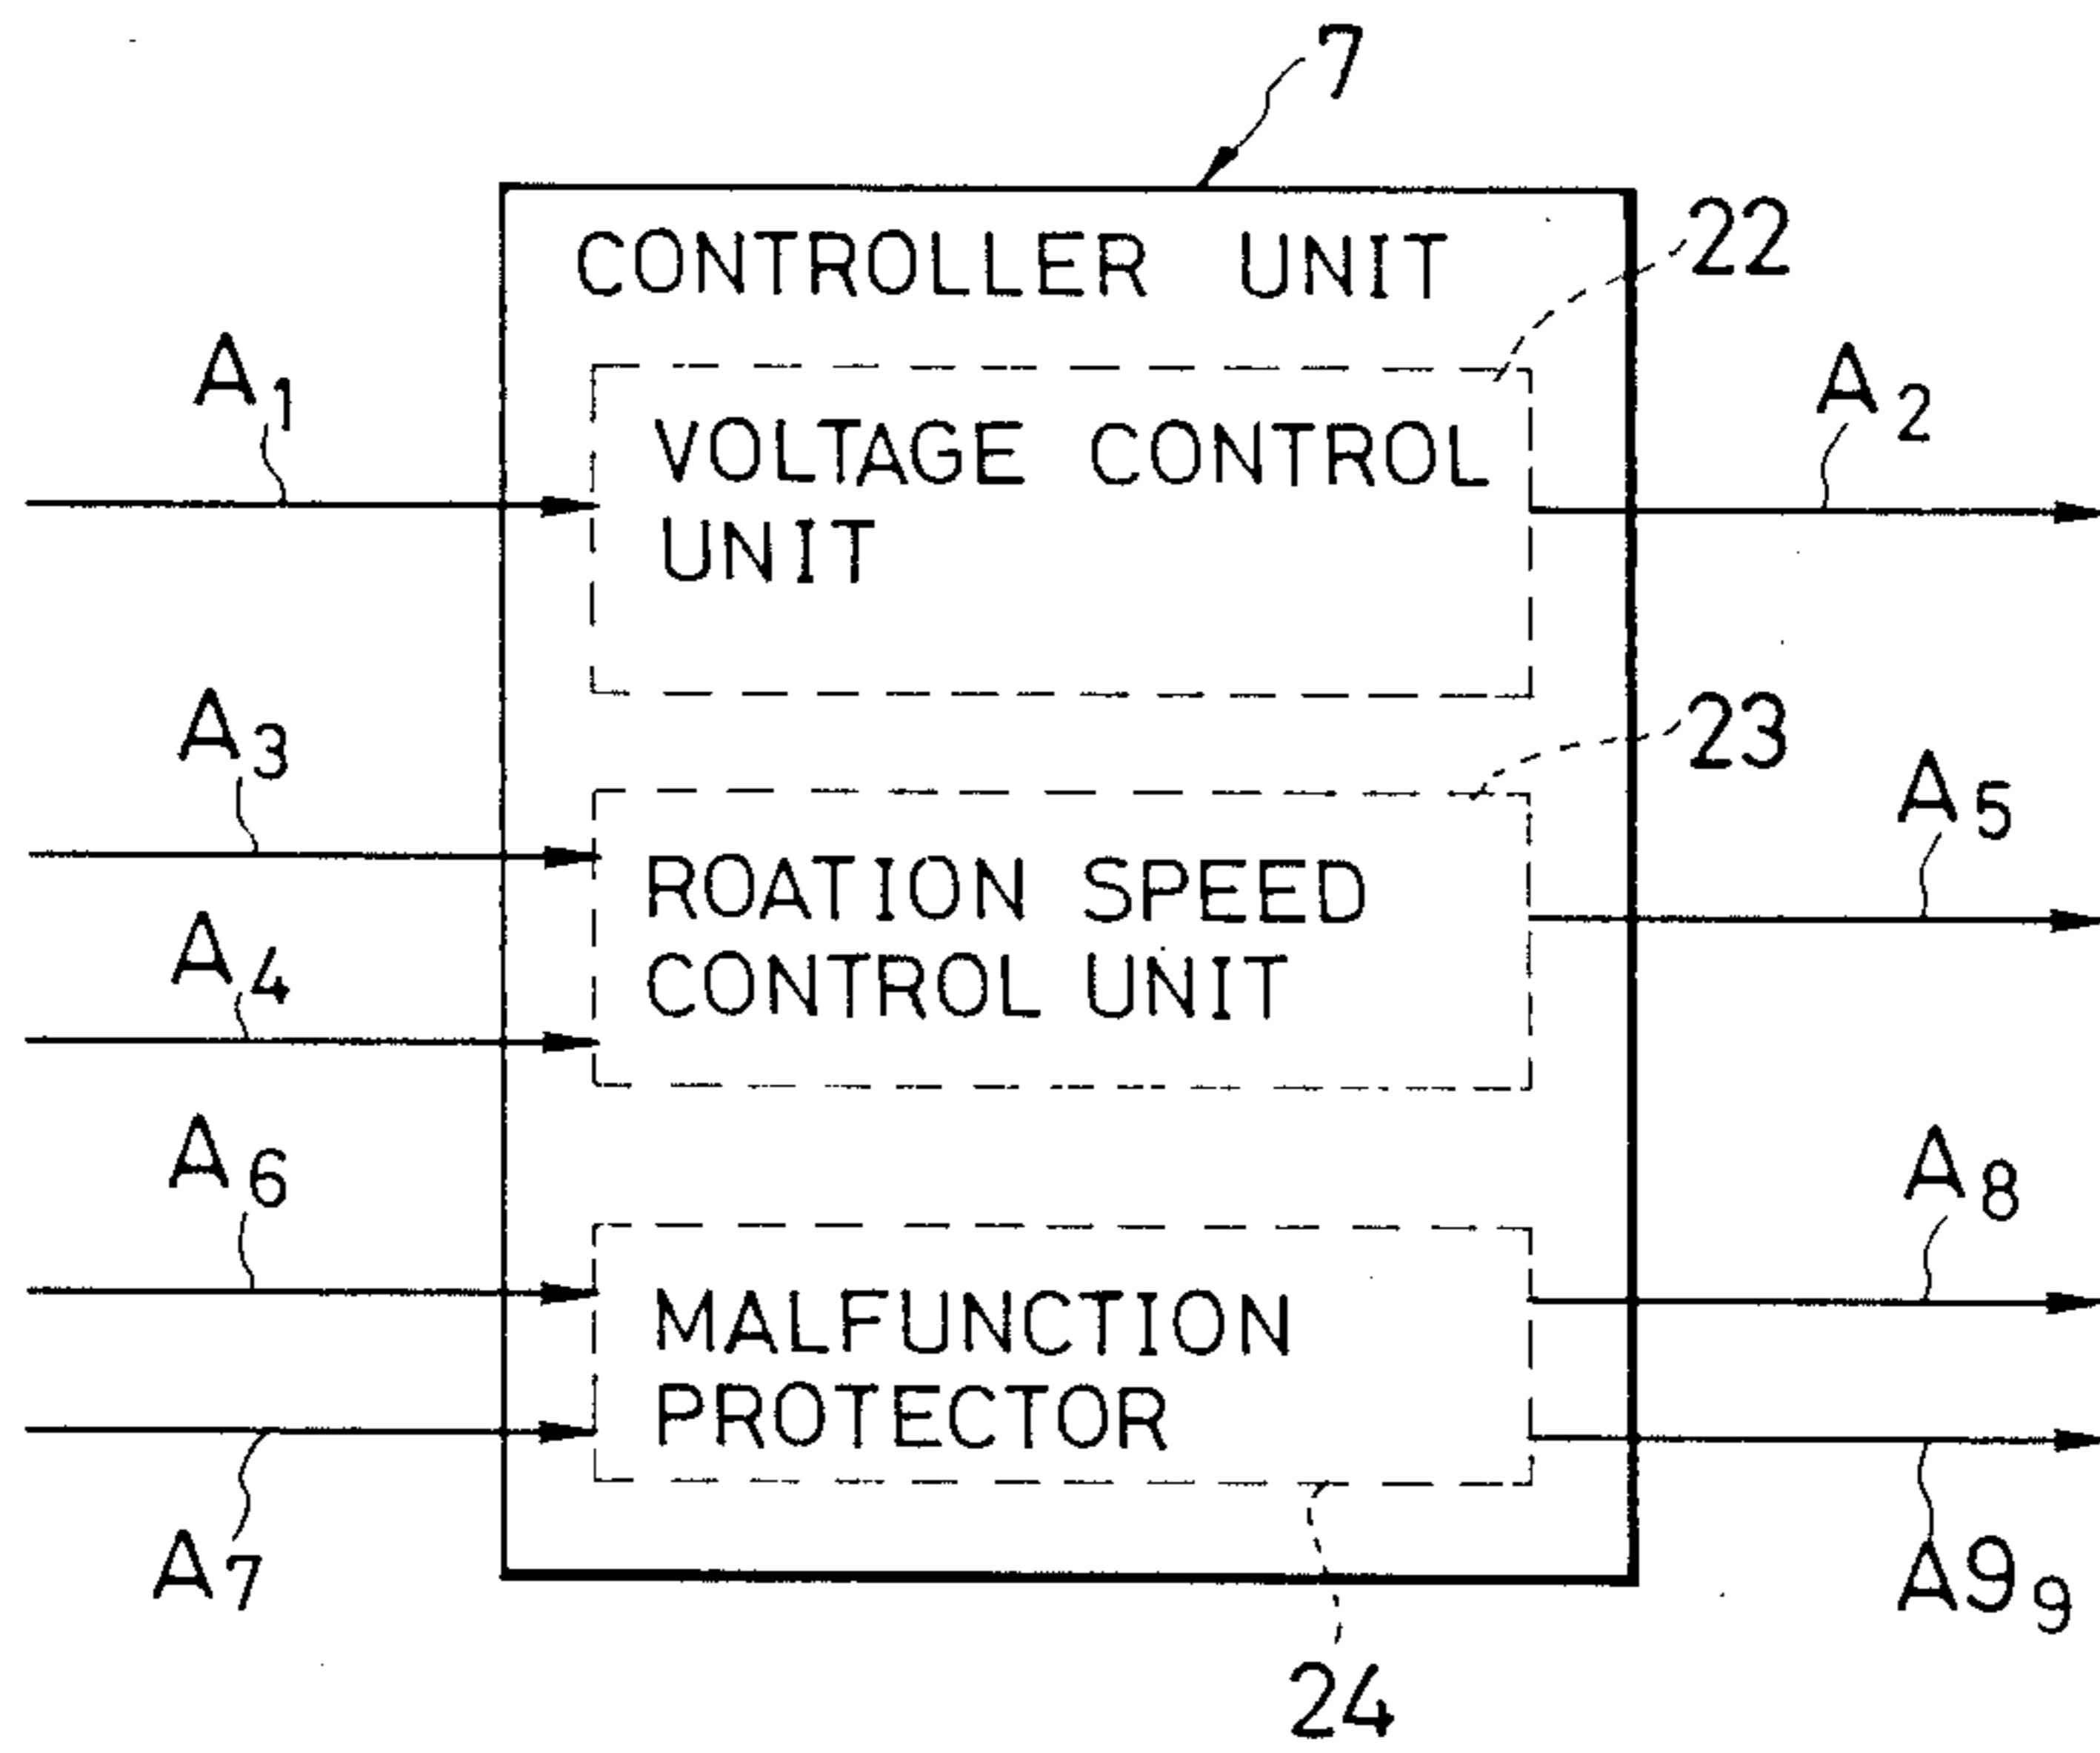 7
CONTROLLER UNIT
22
A1
VOLTAGE CONTROL
UNIT
A2
A3
23
ROATION SPEED
CONTROL UNIT
A5
A4
A6
MALFUNCTION
PROTECTOR
A8
A7
A99
24